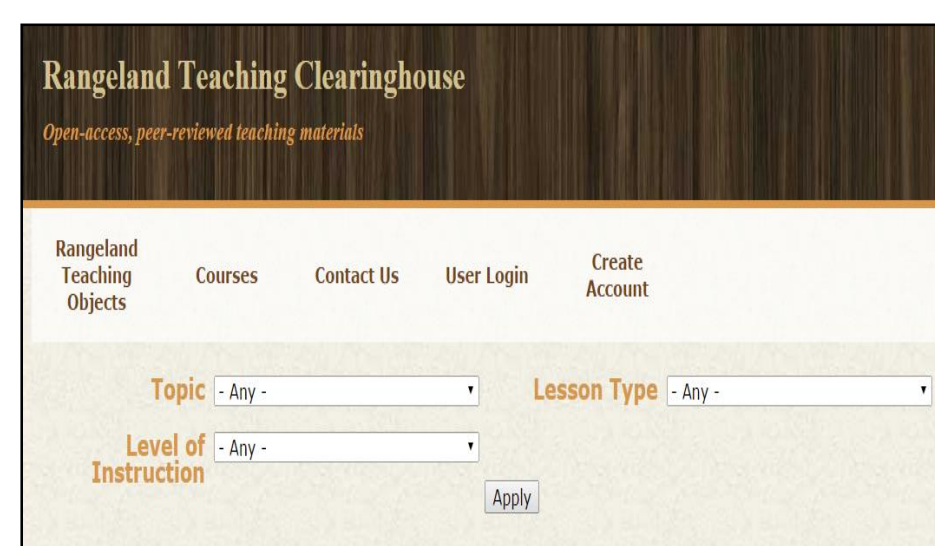 Rangeland Teaching Clearinghouse
Open-access, peer-reviewed teaching materials
Rangeland
Teaching
Objects
Courses
Contact Us
User Login
Create
Account
Topic
- Any -
Lesson Type
- Any -
Level of
Instruction
- Any -
Apply